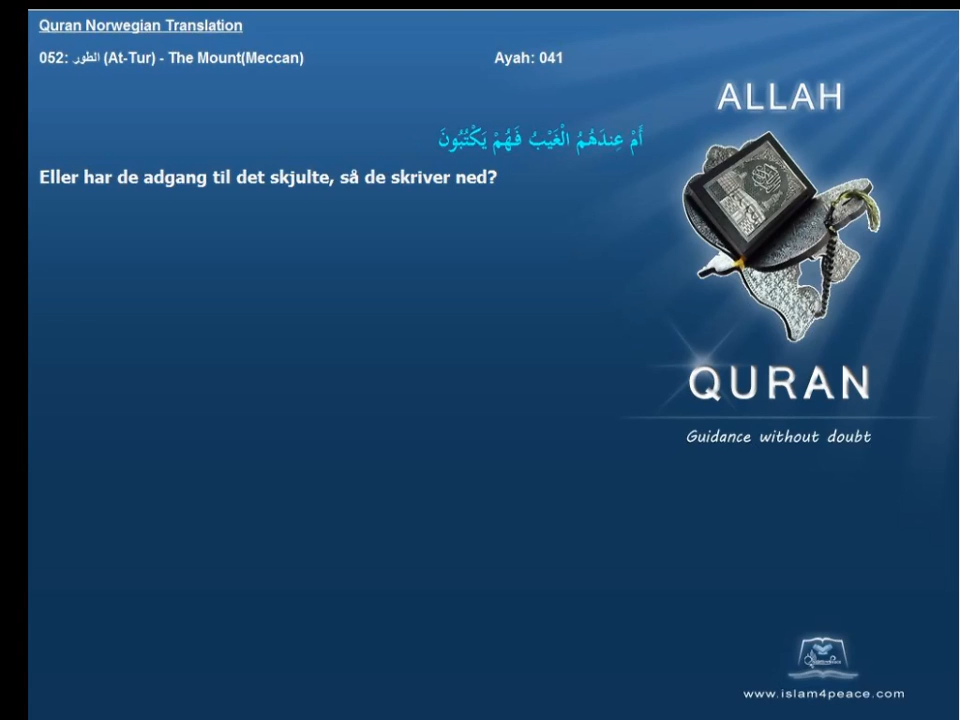 Quran Norwegian Translation
052: الطور (At-Tur) - The Mount(Meccan) Ayah: 041
أَمْ عِندَهُمُ الْغَيْبُ فَهُمْ يَكْتُبُونَ
Eller har de adgang til det skjulte, så de skriver ned?
ALLAH
QURAN
Guidance without doubt
www.islam4peace.com